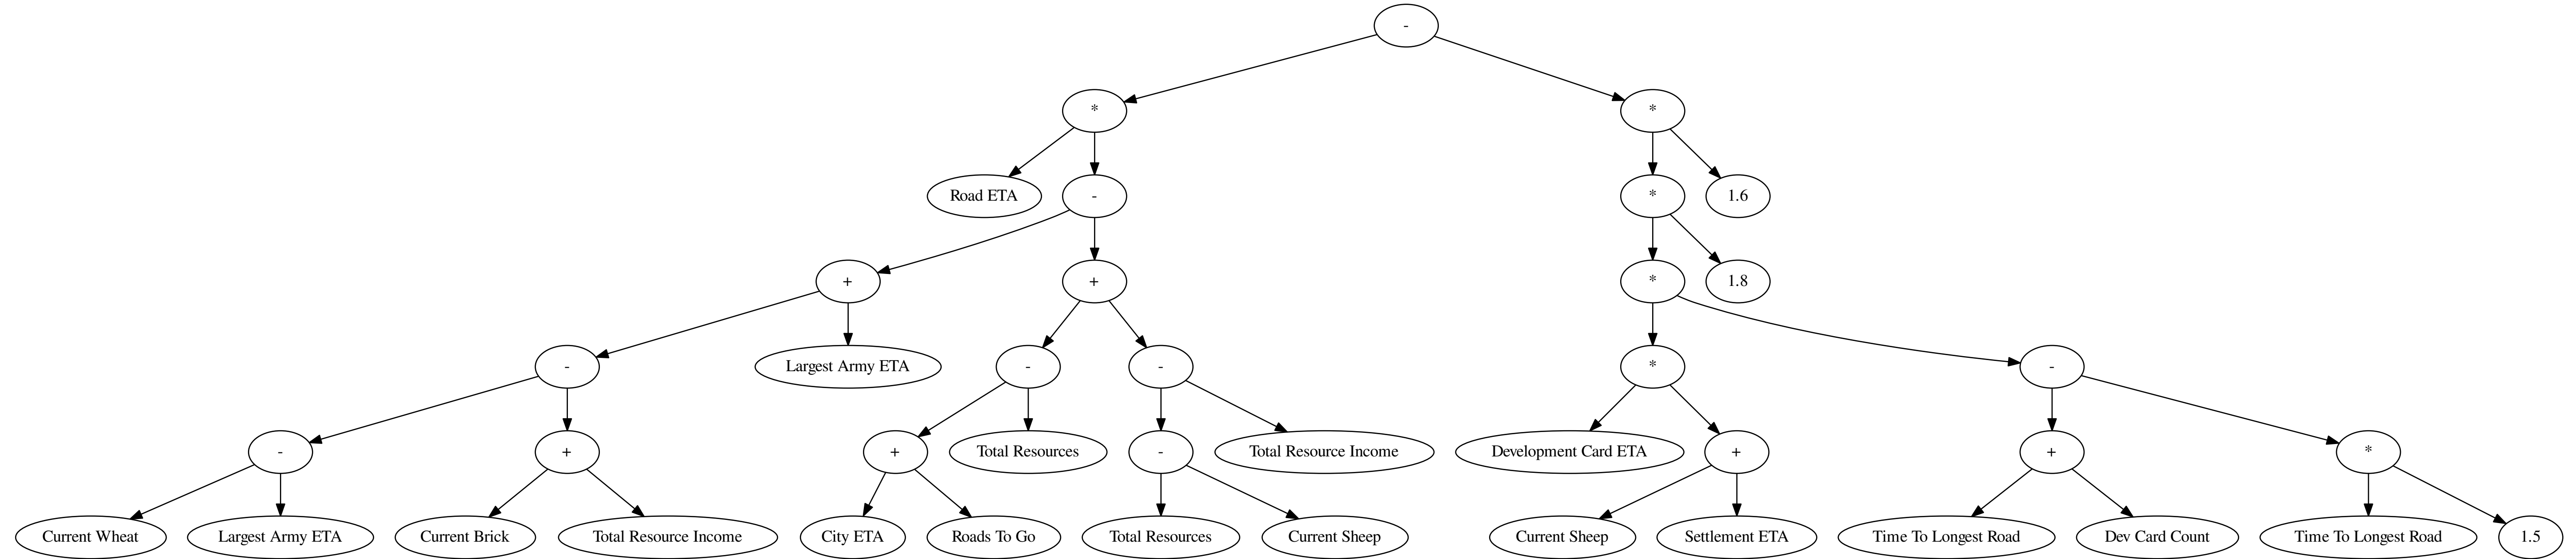 -
* *
Road ETA - * 1.6
+ + * 1.8
- Largest Army ETA - - * -
- + + Total Resources - Total Resource Income Development Card ETA + + *
Current Wheat Largest Army ETA Current Brick Total Resource Income City ETA Roads To Go Total Resources Current Sheep Current Sheep Settlement ETA Time To Longest Road Dev Card Count Time To Longest Road 1.5